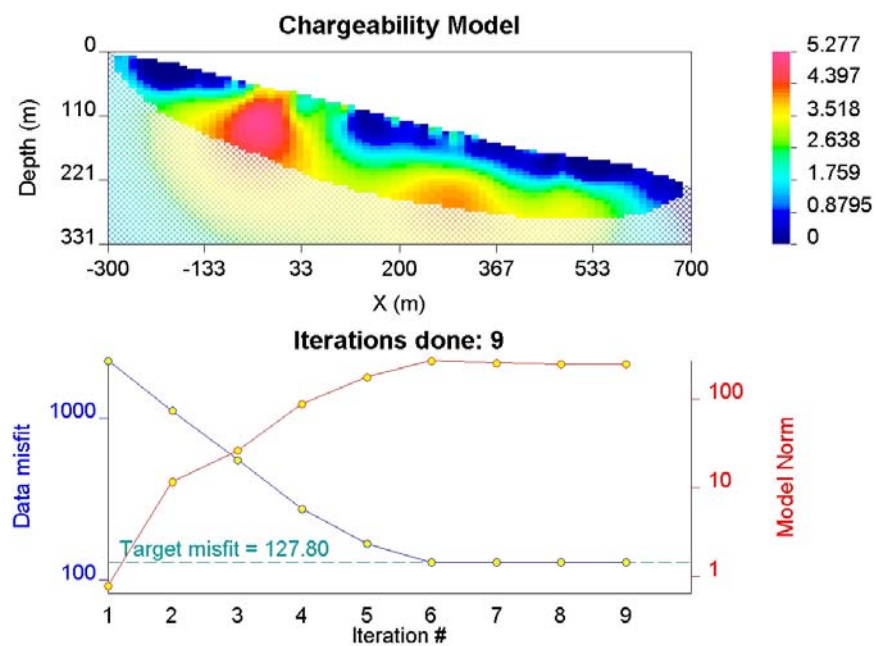 Chargeability Model
Depth (m)
0
110
221
331
-300 -133 33 200 367 533 700
X (m)
5.277
4.397
3.518
2.638
1.759
0.8795
0
Iterations done: 9
Data misfit
1000
100
Target misfit = 127.80
100
10
1
Model Norm
1 2 3 4 5 6 7 8 9
Iteration #